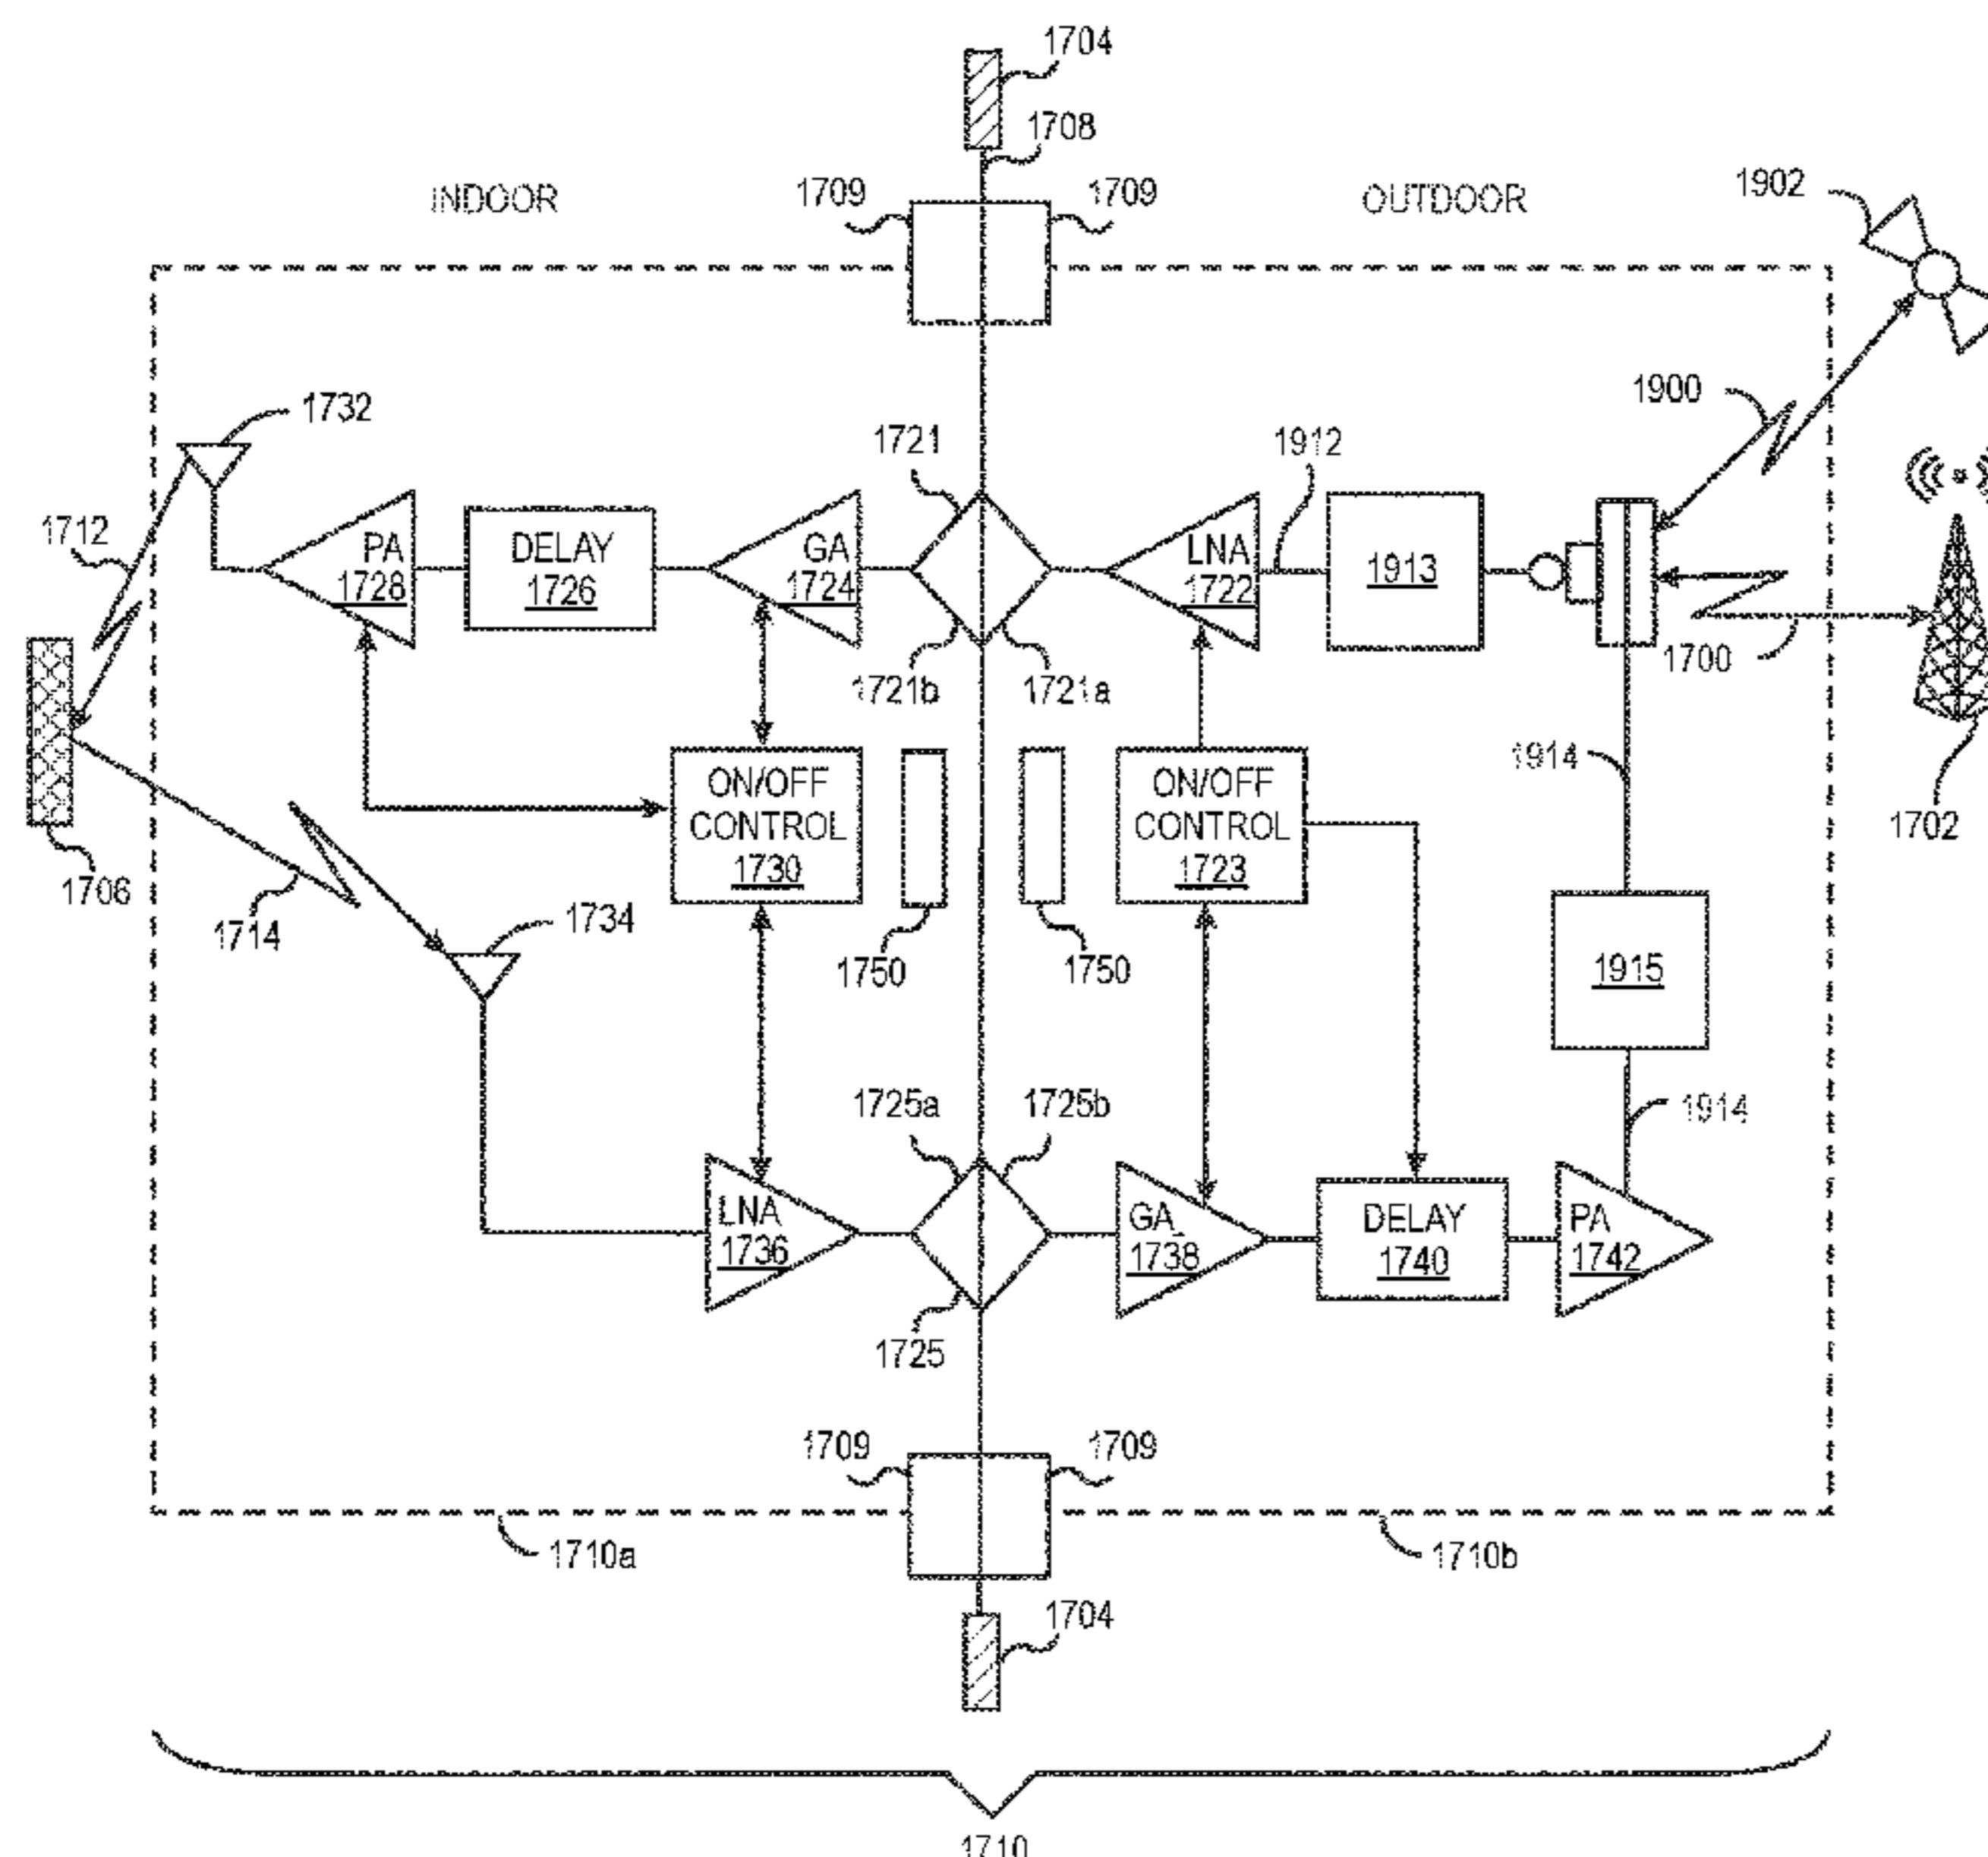 1704
1708
1709
1709
INDOOR
OUTDOOR
1902
1900
1732
1721
1912
1712
PA
1728
DELAY
1726
GA
1724
LNA
1722
1913
1700
1721b
1721a
1914
ON/OFF
CONTROL
1730
ON/OFF
CONTROL
1723
1702
1706
1714
1734
1750
1750
1915
1725a
1725b
1914
LNA
1736
GA
1738
DELAY
1740
PA
1742
1725
1709
1709
1710a
1710b
1704
1710